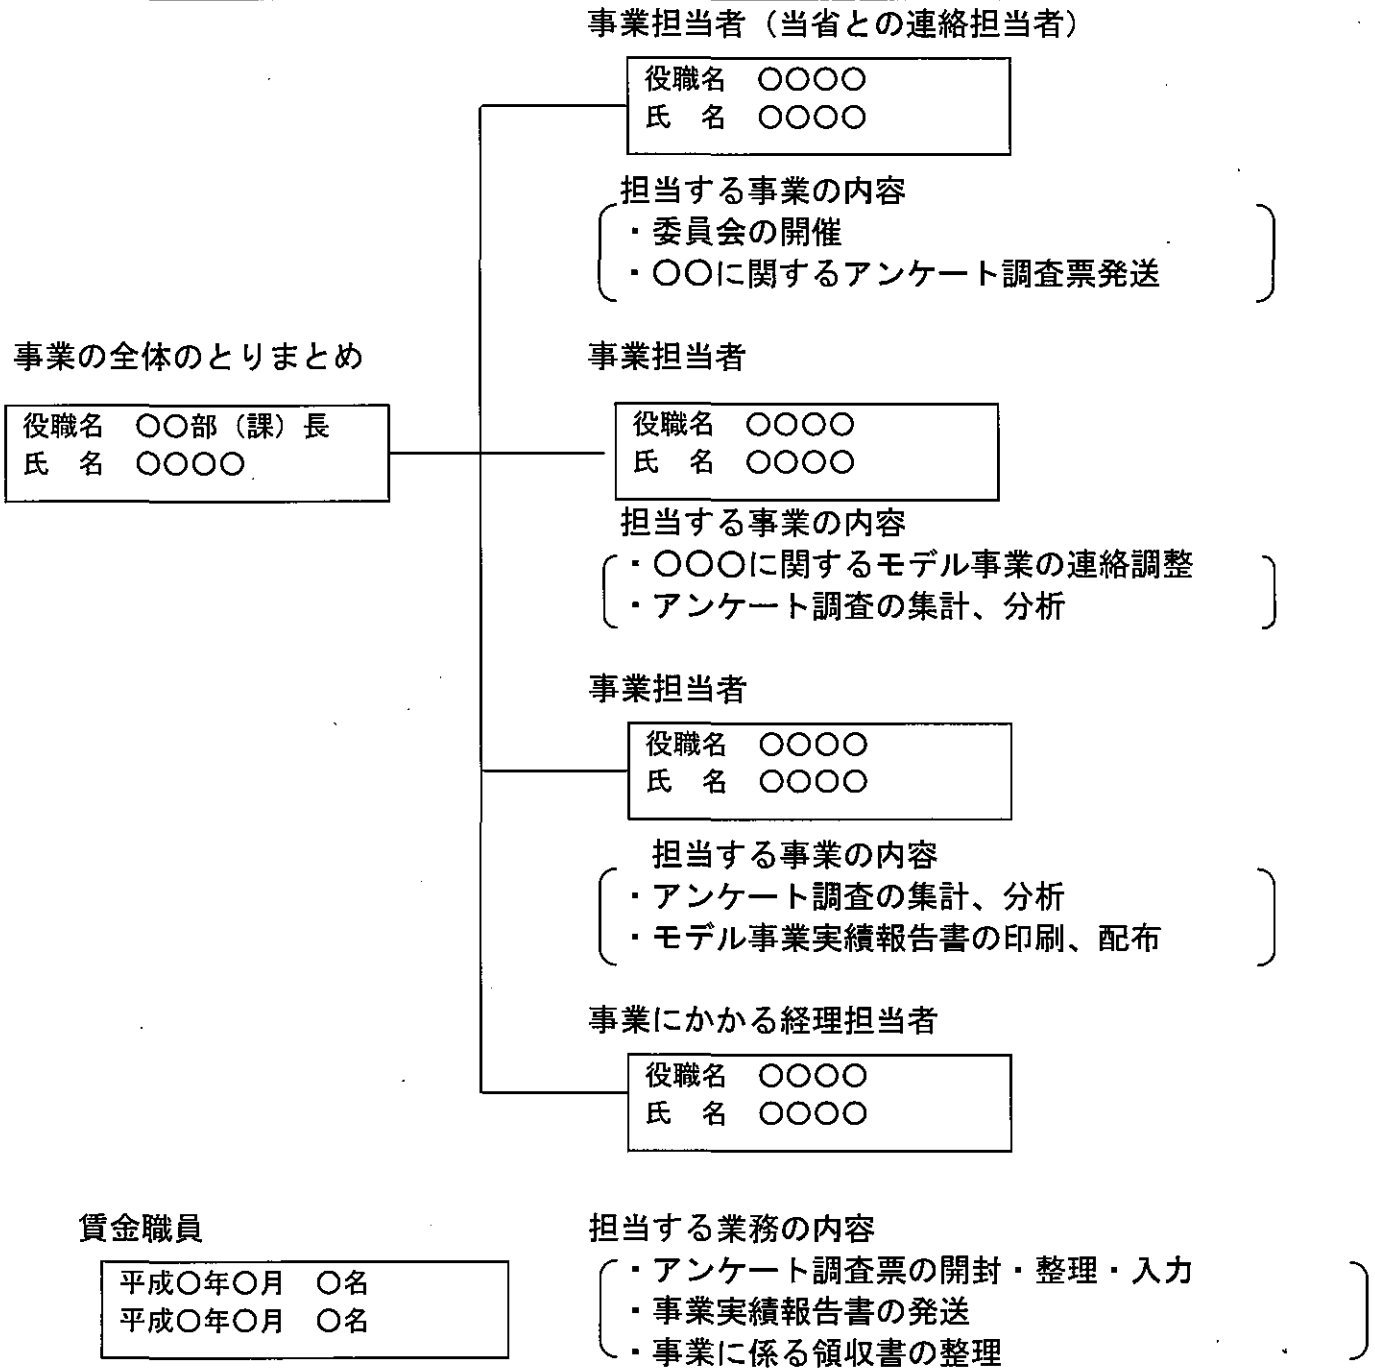 事業担当者（当省との連絡担当者）
役職名　〇〇〇〇
氏　名　〇〇〇〇
担当する事業の内容
・委員会の開催
・〇〇に関するアンケート調査票発送
事業の全体のとりまとめ
役職名　〇〇部（課）長
氏　名　〇〇〇〇
事業担当者
役職名　〇〇〇〇
氏　名　〇〇〇〇
担当する事業の内容
・〇〇〇に関するモデル事業の連絡調整
・アンケート調査の集計、分析
事業担当者
役職名　〇〇〇〇
氏　名　〇〇〇〇
担当する事業の内容
・アンケート調査の集計、分析
・モデル事業実績報告書の印刷、配布
事業にかかる経理担当者
役職名　〇〇〇〇
氏　名　〇〇〇〇
賃金職員
平成〇年〇月　〇名
平成〇年〇月　〇名
担当する業務の内容
・アンケート調査票の開封・整理・入力
・事業実績報告書の発送
・事業に係る領収書の整理